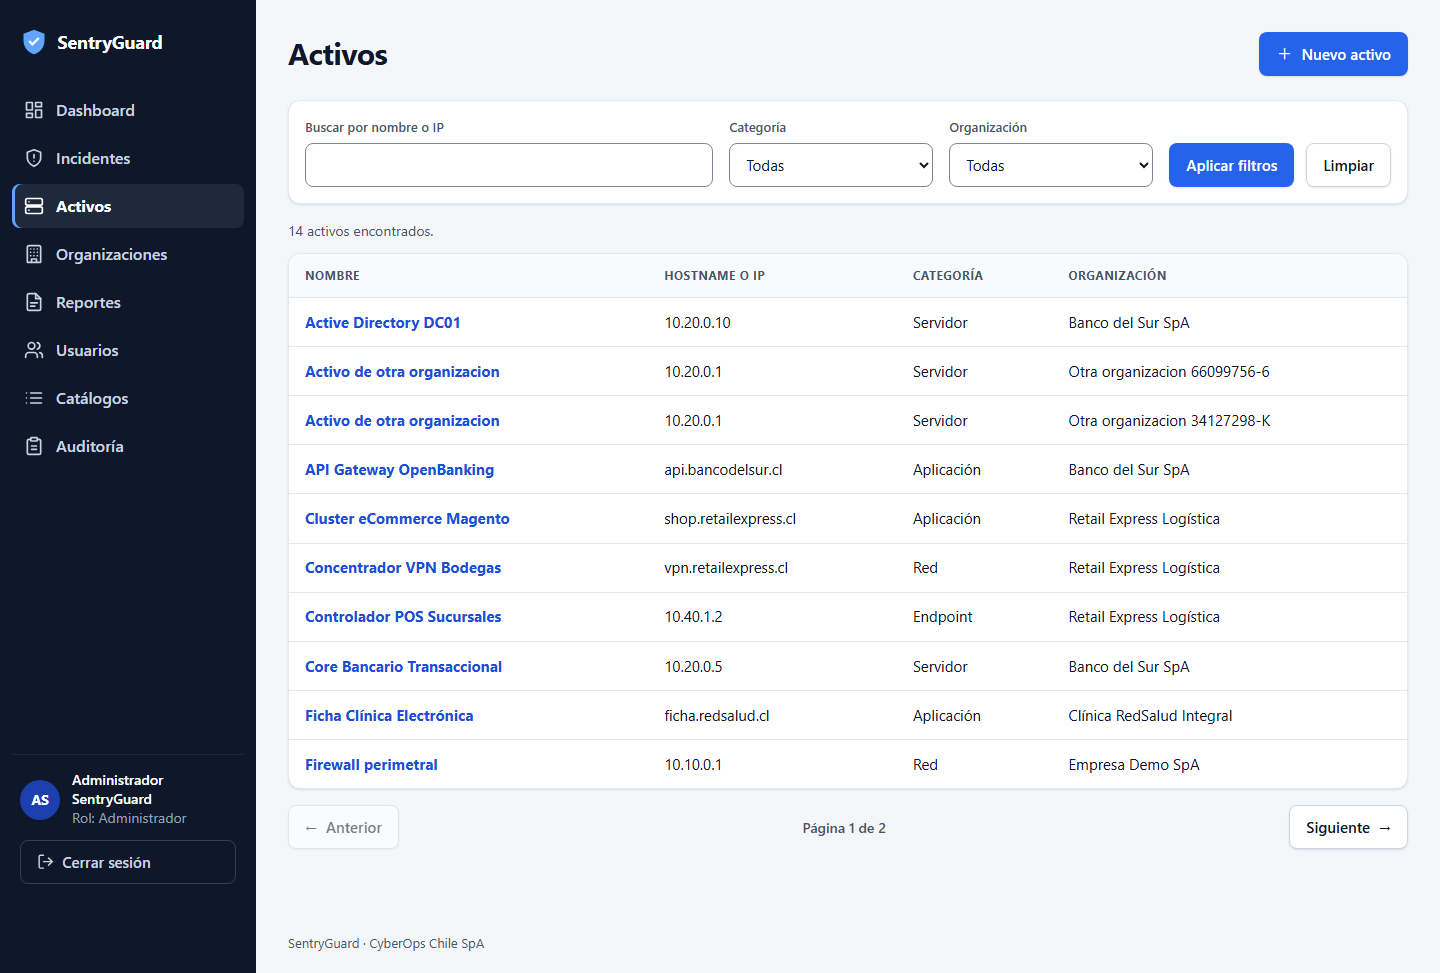 SentryGuard
Dashboard
Incidentes
Activos
Organizaciones
Reportes
Usuarios
Catálogos
Auditoría
AS
Administrador
SentryGuard
Rol: Administrador
Cerrar sesión
Activos
+ Nuevo activo
Buscar por nombre o IP
Categoría
Organización
Todas
Todas
Aplicar filtros
Limpiar
14 activos encontrados.
NOMBRE HOSTNAME O IP CATEGORÍA ORGANIZACIÓN
Active Directory DC01 10.20.0.10 Servidor Banco del Sur SpA
Activo de otra organizacion 10.20.0.1 Servidor Otra organizacion 66099756-6
Activo de otra organizacion 10.20.0.1 Servidor Otra organizacion 34127298-K
API Gateway OpenBanking api.bancodelsur.cl Aplicación Banco del Sur SpA
Cluster eCommerce Magento shop.retailexpress.cl Aplicación Retail Express Logística
Concentrador VPN Bodegas vpn.retailexpress.cl Red Retail Express Logística
Controlador POS Sucursales 10.40.1.2 Endpoint Retail Express Logística
Core Bancario Transaccional 10.20.0.5 Servidor Banco del Sur SpA
Ficha Clínica Electrónica ficha.redsalud.cl Aplicación Clínica RedSalud Integral
Firewall perimetral 10.10.0.1 Red Empresa Demo SpA
← Anterior
Página 1 de 2
Siguiente →
SentryGuard · CyberOps Chile SpA